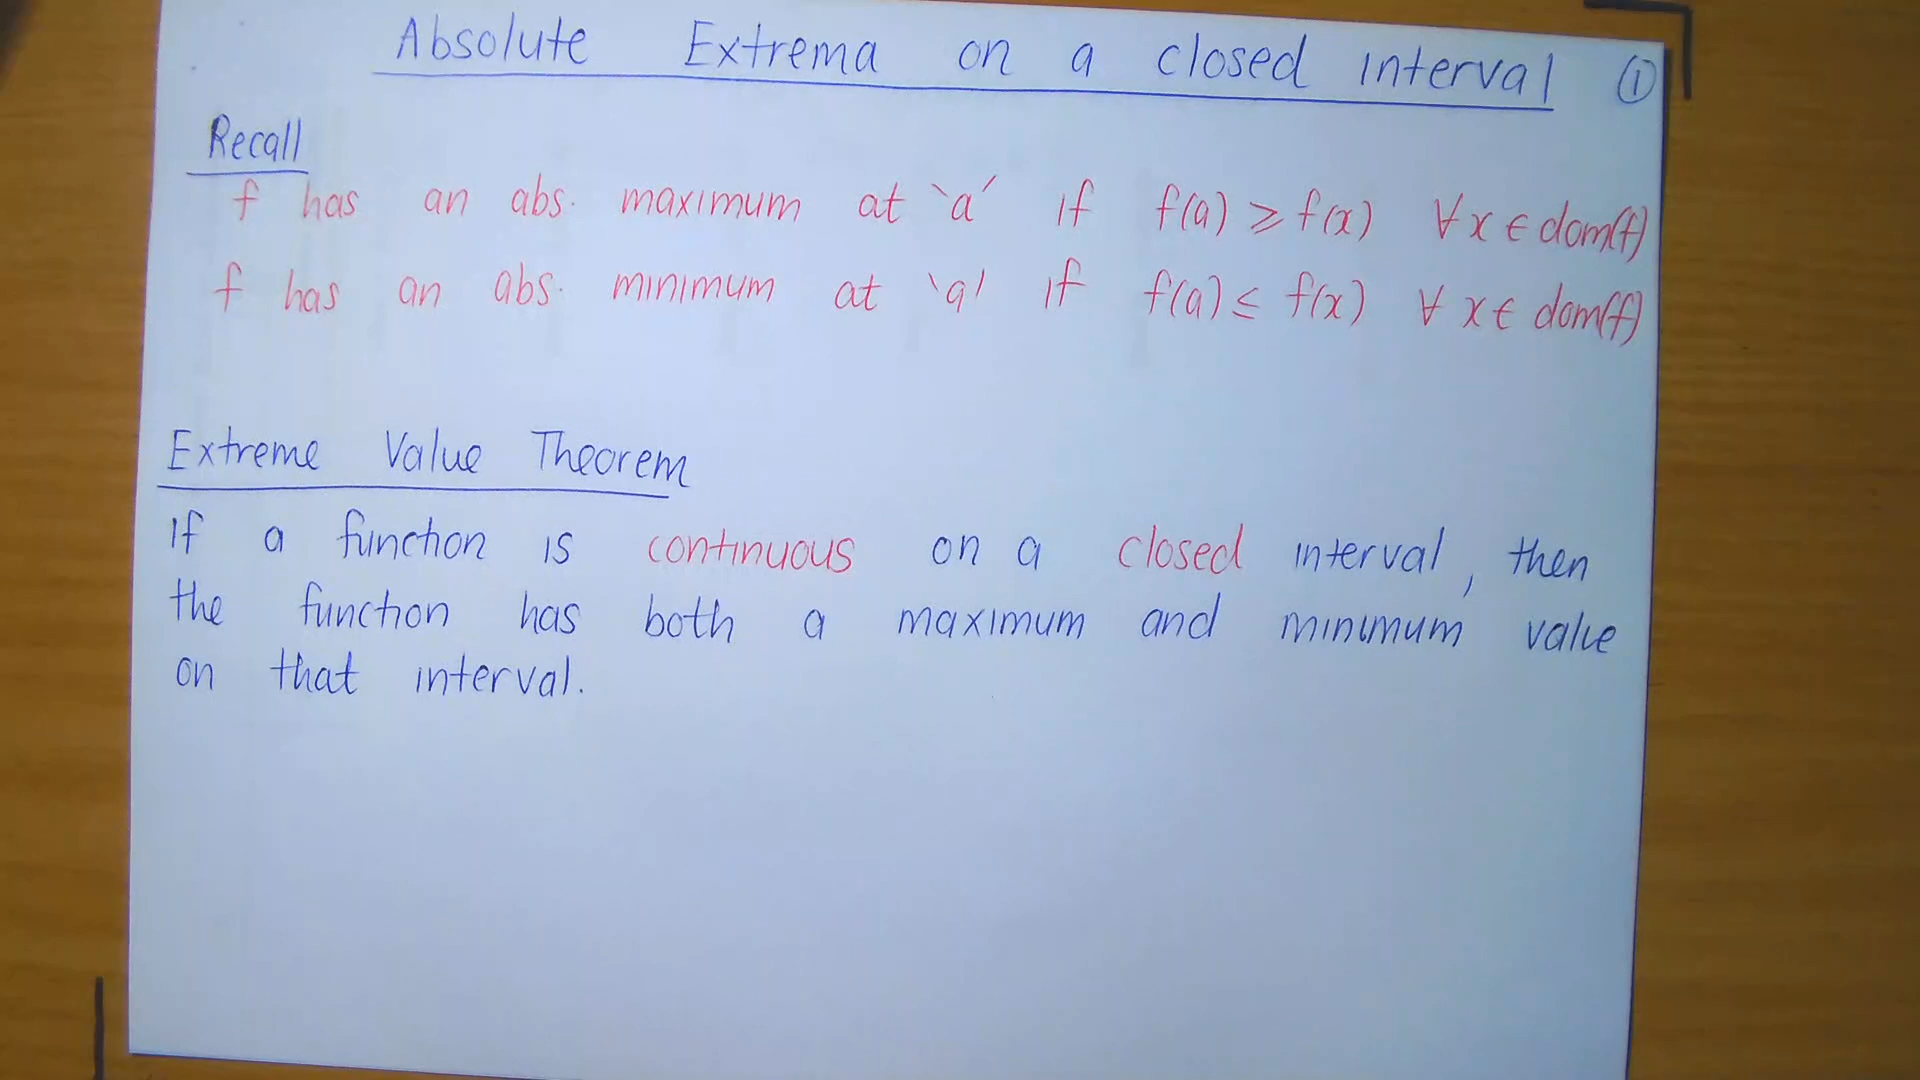 Absolute Extrema on a closed interval ①
Recall
f has an abs. maximum at `a´ if f(a) ⩾ f(x) ∀ x ∈ dom(f)
f has an abs. minimum at `a' if f(a) ≤ f(x) ∀ x ∈ dom(f)
Extreme Value Theorem
If a function is continuous on a closed interval, then
the function has both a maximum and minimum value
on that interval.